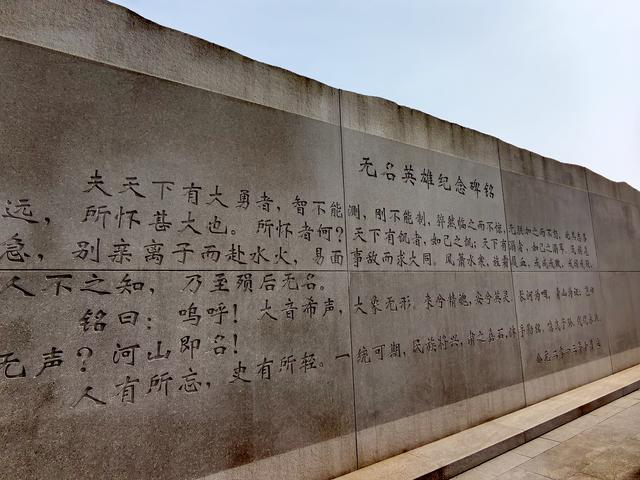 无名英雄纪念碑铭
夫天下有大勇者，智不能测，刚不能制，猝然临之而不惊，无故加之而不怒，此其志甚
远，所怀甚大也。所怀者何？天下有饥者，如己之饥；天下有溺者，如己之溺耳。民族危
急，别亲离子而赴水火，易面事敌而求大同。风萧水寒，旌霜履血，或成或败，或囚或殁，
人不之知，乃至殒后无名。
铭曰：呜呼！大音希声，大象无形。来兮精魄，安兮英灵。长河为咽，青山为证；岂曰
无声？河山即名！
人有所忘，史有所轻。一统可期，民族将兴，肃之嘉石，沐手勒铭。